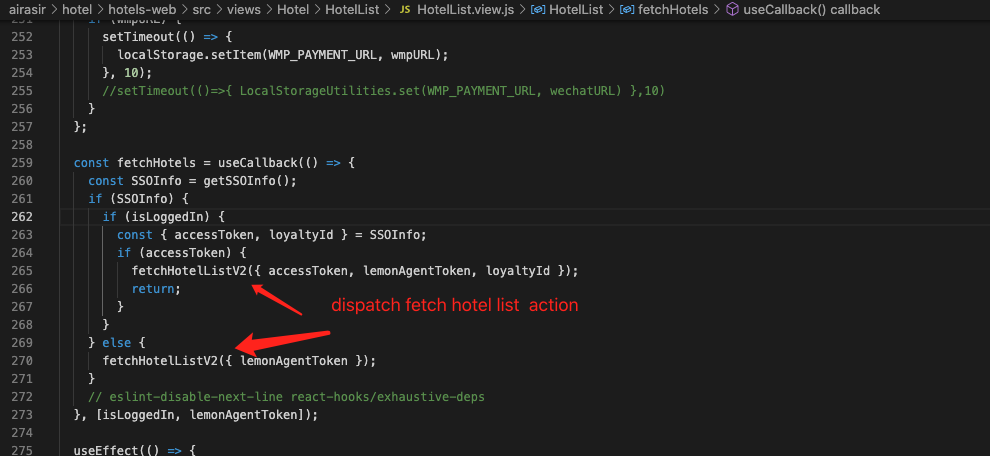 airasir > hotel > hotels-web > src > views > Hotel > HotelList > JS HotelList.view.js > HotelList > fetchHotels > useCallback() callback
if (wmpURL) {
252 setTimeout(() => {
253 localStorage.setItem(WMP_PAYMENT_URL, wmpURL);
254 }, 10);
255 //setTimeout(()=>{ LocalStorageUtilities.set(WMP_PAYMENT_URL, wechatURL) },10)
256 }
257 };
258
259 const fetchHotels = useCallback(() => {
260 const SSOInfo = getSSOInfo();
261 if (SSOInfo) {
262 if (isLoggedIn) {
263 const { accessToken, loyaltyId } = SSOInfo;
264 if (accessToken) {
265 fetchHotelListV2({ accessToken, lemonAgentToken, loyaltyId });
266 return;
267 }
268 }
269 } else {
270 fetchHotelListV2({ lemonAgentToken });
271 }
272 // eslint-disable-next-line react-hooks/exhaustive-deps
273 }, [isLoggedIn, lemonAgentToken]);
274
275 useEffect(() => {
dispatch fetch hotel list action